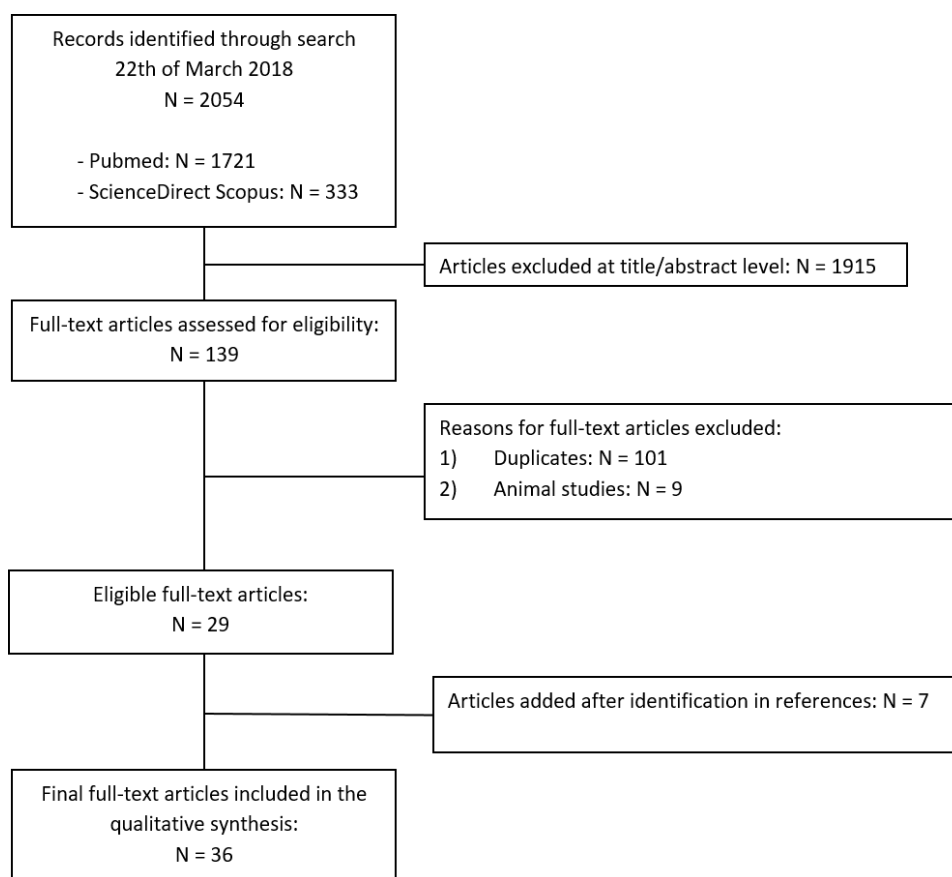 Records identified through search
22th of March 2018
N = 2054
- Pubmed: N = 1721
- ScienceDirect Scopus: N = 333
Articles excluded at title/abstract level: N = 1915
Full-text articles assessed for eligibility:
N = 139
Reasons for full-text articles excluded:
1) Duplicates: N = 101
2) Animal studies: N = 9
Eligible full-text articles:
N = 29
Articles added after identification in references: N = 7
Final full-text articles included in the
qualitative synthesis:
N = 36